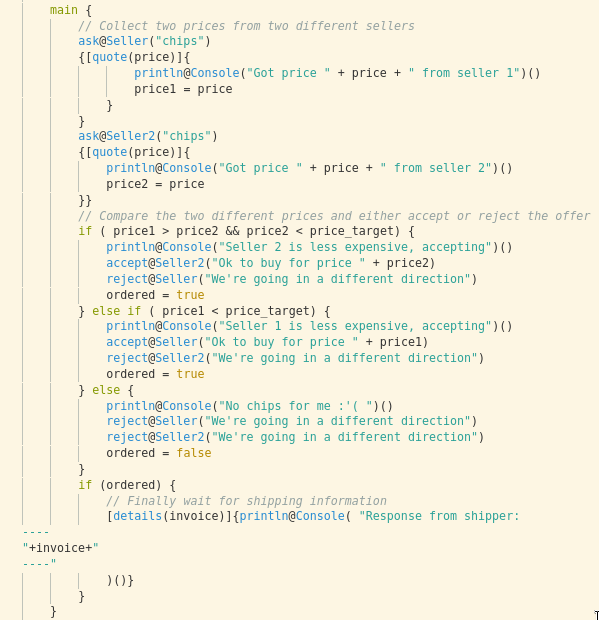 main {
// Collect two prices from two different sellers
ask@Seller("chips")
{[quote(price)]{
println@Console("Got price " + price + " from seller 1")()
price1 = price
}
}
ask@Seller2("chips")
{[quote(price)]{
println@Console("Got price " + price + " from seller 2")()
price2 = price
}}
// Compare the two different prices and either accept or reject the offer
if ( price1 > price2 && price2 < price_target) {
println@Console("Seller 2 is less expensive, accepting")()
accept@Seller2("Ok to buy for price " + price2)
reject@Seller("We're going in a different direction")
ordered = true
} else if ( price1 < price_target) {
println@Console("Seller 1 is less expensive, accepting")()
accept@Seller("Ok to buy for price " + price1)
reject@Seller2("We're going in a different direction")
ordered = true
} else {
println@Console("No chips for me :'( ")()
reject@Seller("We're going in a different direction")
reject@Seller2("We're going in a different direction")
ordered = false
}
if (ordered) {
// Finally wait for shipping information
[details(invoice)]{println@Console( "Response from shipper:
----
"+invoice+"
----"
)()}
}
}